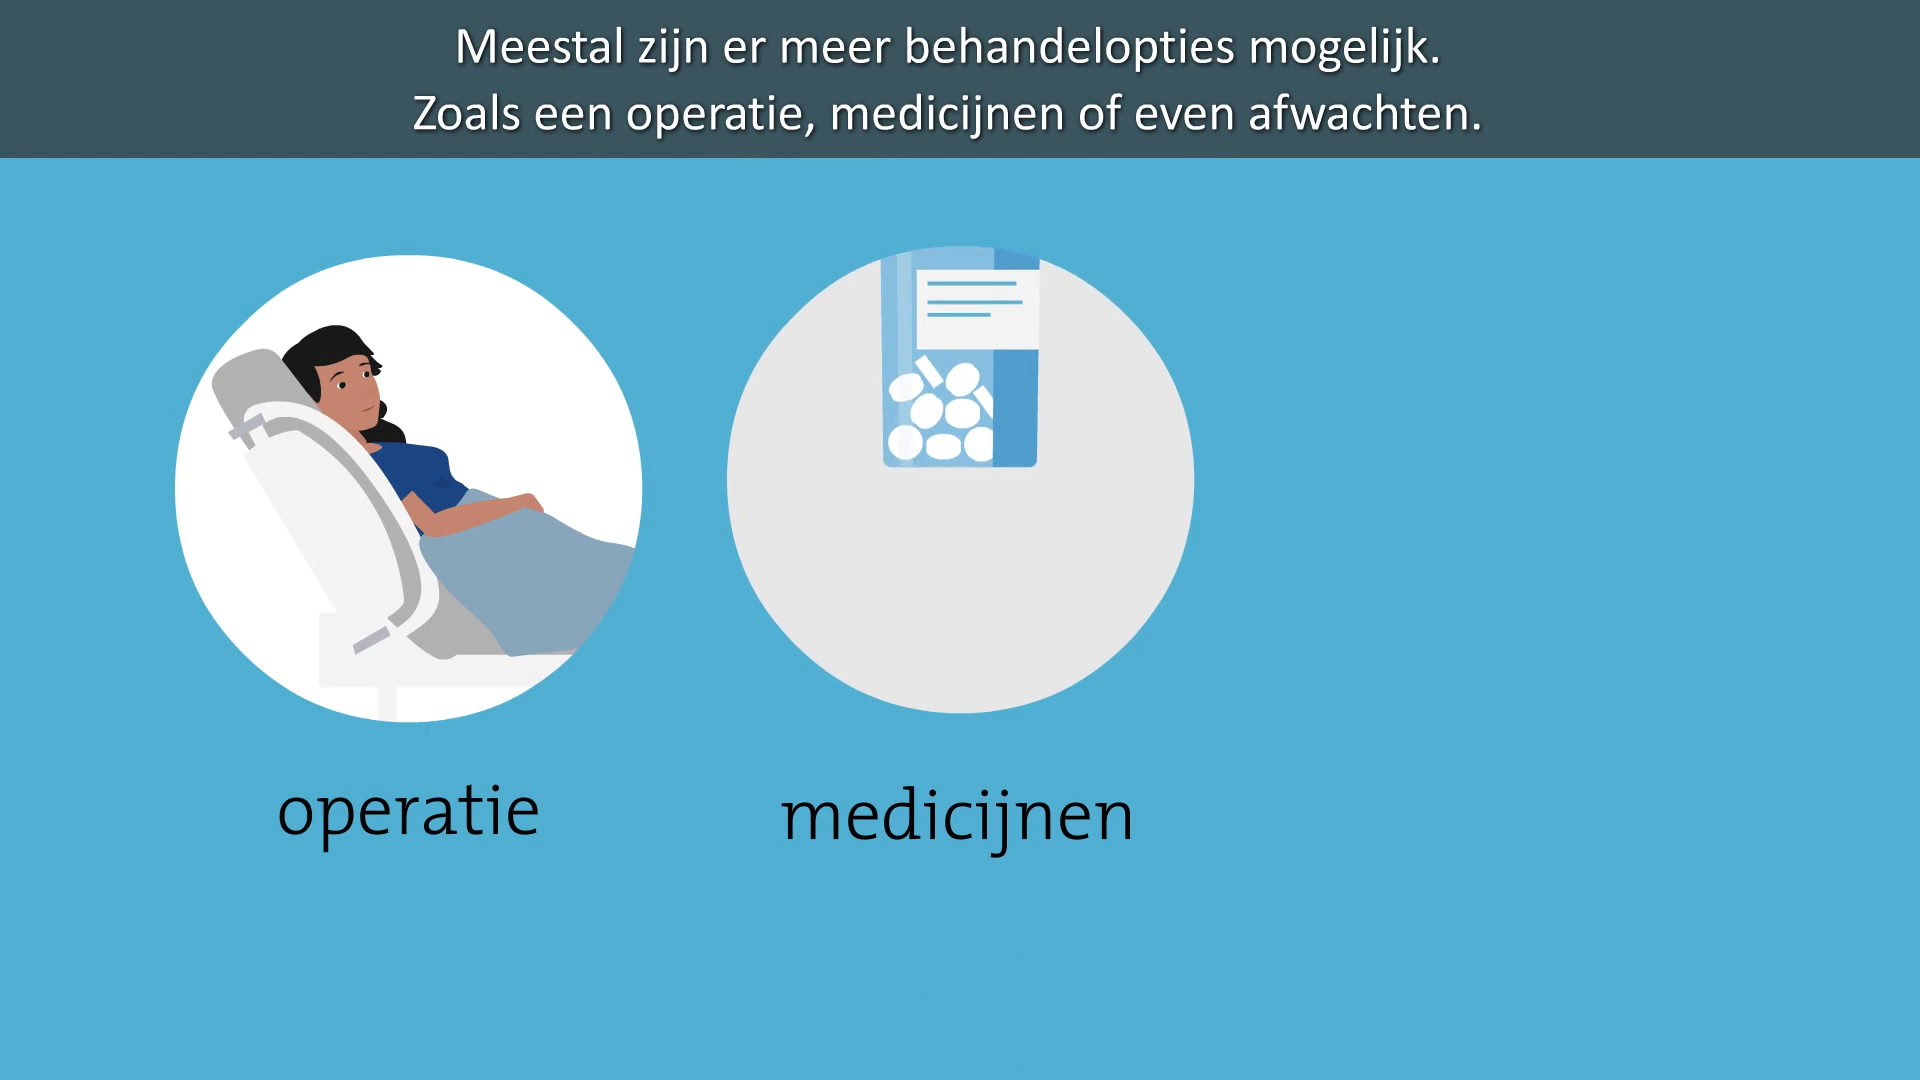 Meestal zijn er meer behandelopties mogelijk.
Zoals een operatie, medicijnen of even afwachten.
operatie
medicijnen